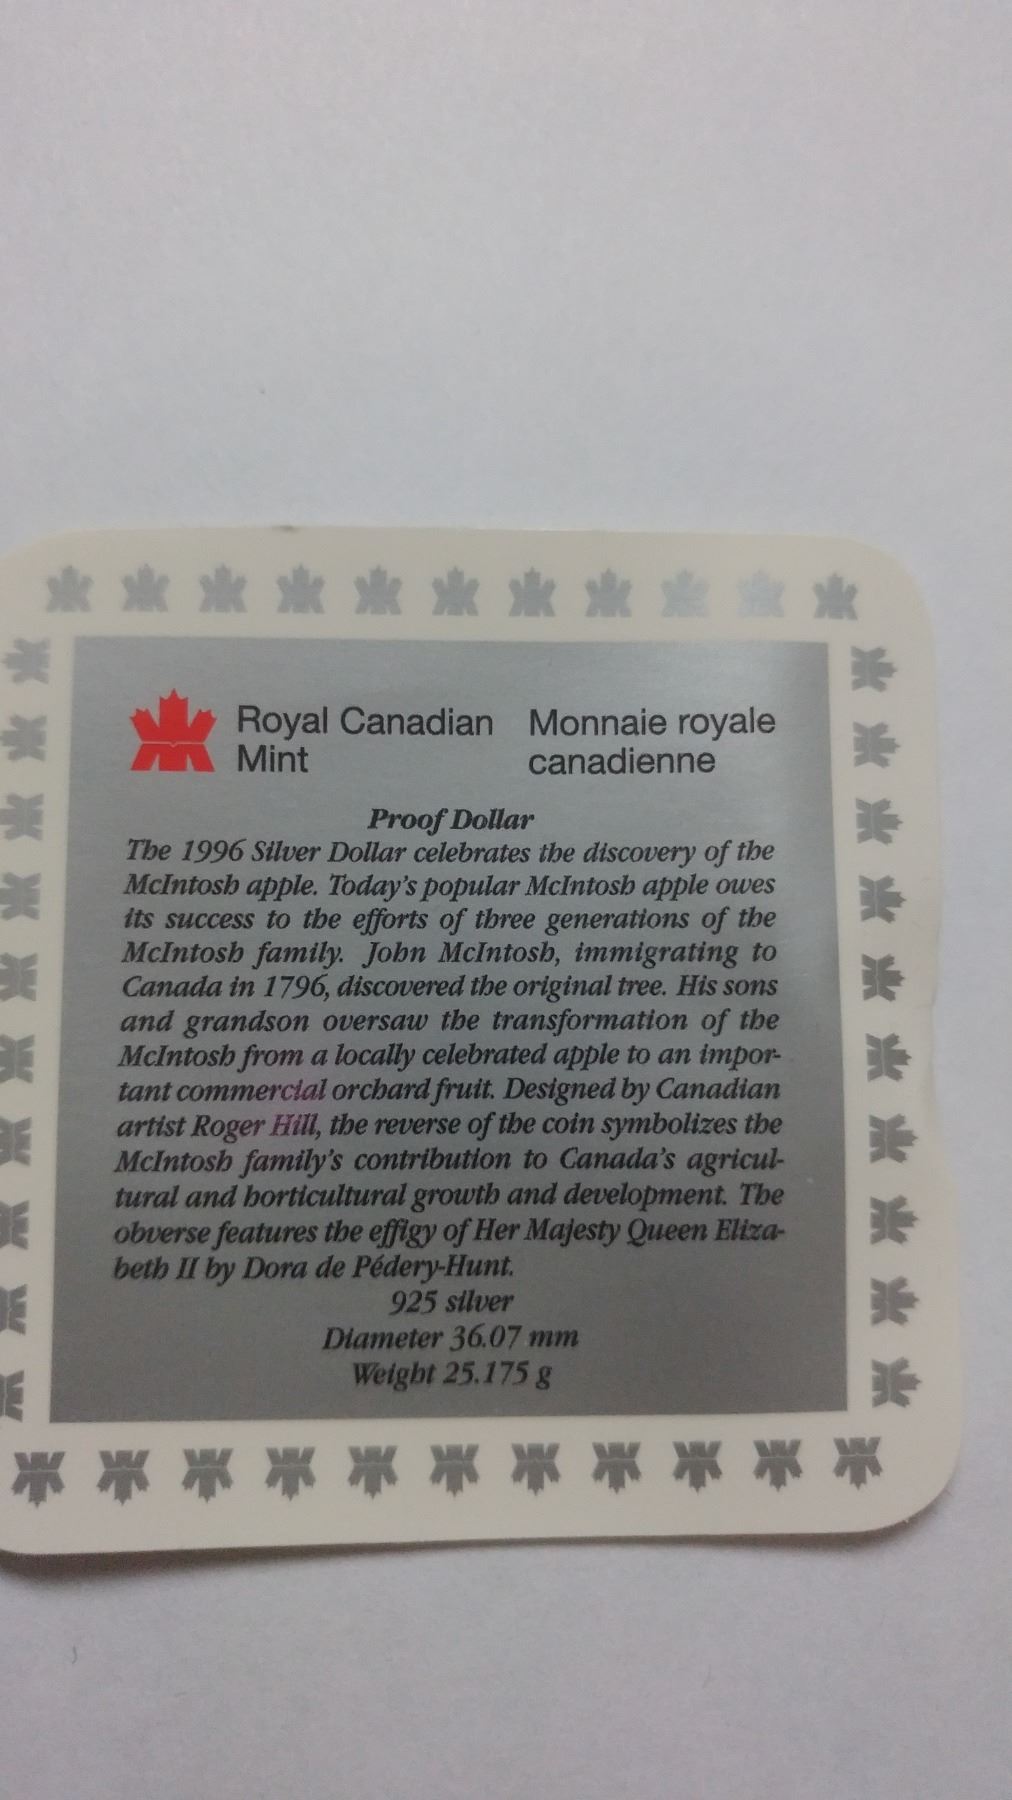 Royal Canadian Mint
Monnaie royale canadienne
Proof Dollar
The 1996 Silver Dollar celebrates the discovery of the
McIntosh apple. Today's popular McIntosh apple owes
its success to the efforts of three generations of the
McIntosh family. John McIntosh, immigrating to
Canada in 1796, discovered the original tree. His sons
and grandson oversaw the transformation of the
McIntosh from a locally celebrated apple to an impor-
tant commercial orchard fruit. Designed by Canadian
artist Roger Hill, the reverse of the coin symbolizes the
McIntosh family's contribution to Canada's agricul-
tural and horticultural growth and development. The
obverse features the effigy of Her Majesty Queen Eliza-
beth II by Dora de Pédery-Hunt.
925 silver
Diameter 36.07 mm
Weight 25.175 g